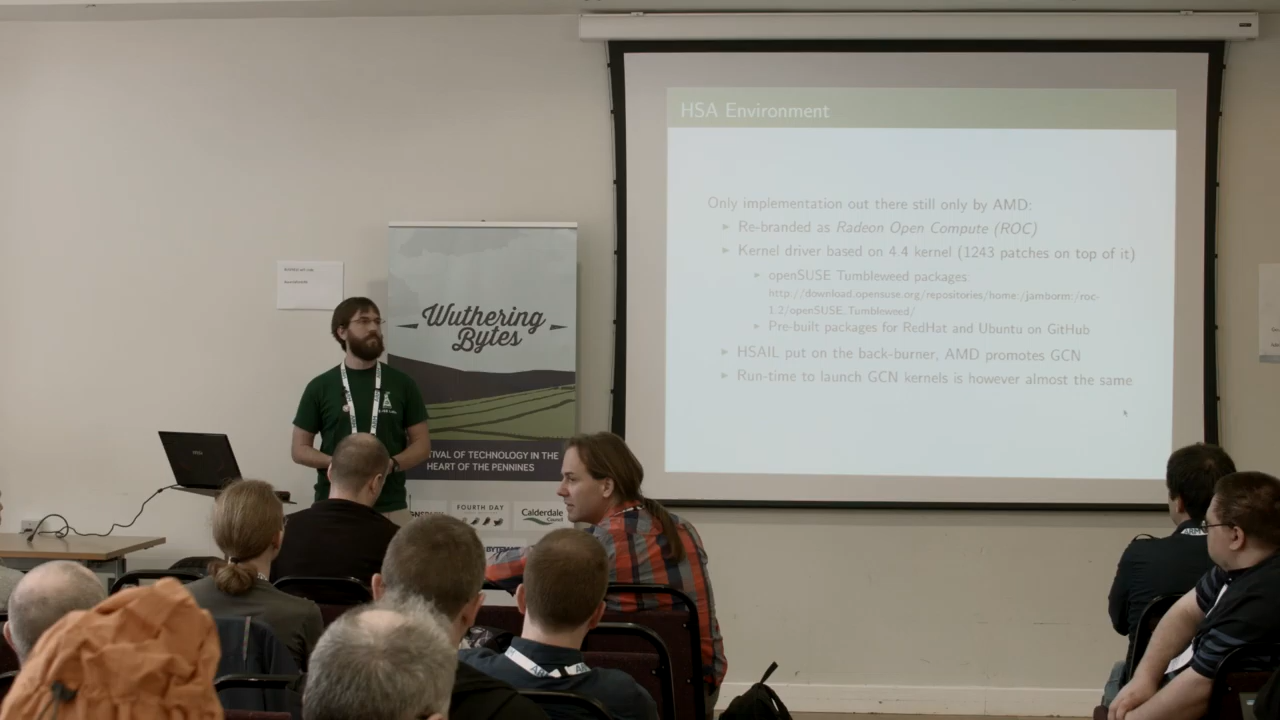 HSA Environment
Only implementation out there still only by AMD:
Re-branded as Radeon Open Compute (ROC)
Kernel driver based on 4.4 kernel (1243 patches on top of it)
openSUSE Tumbleweed packages:
http://download.opensuse.org/repositories/home:/jamborm:/roc-
1.2/openSUSE_Tumbleweed/
Pre-built packages for RedHat and Ubuntu on GitHub
HSAIL put on the back-burner, AMD promotes GCN
Run-time to launch GCN kernels is however almost the same
Wuthering
Bytes
TIVAL OF TECHNOLOGY IN THE
HEART OF THE PENNINES
FOURTH DAY
Calderdale
Council
ARM